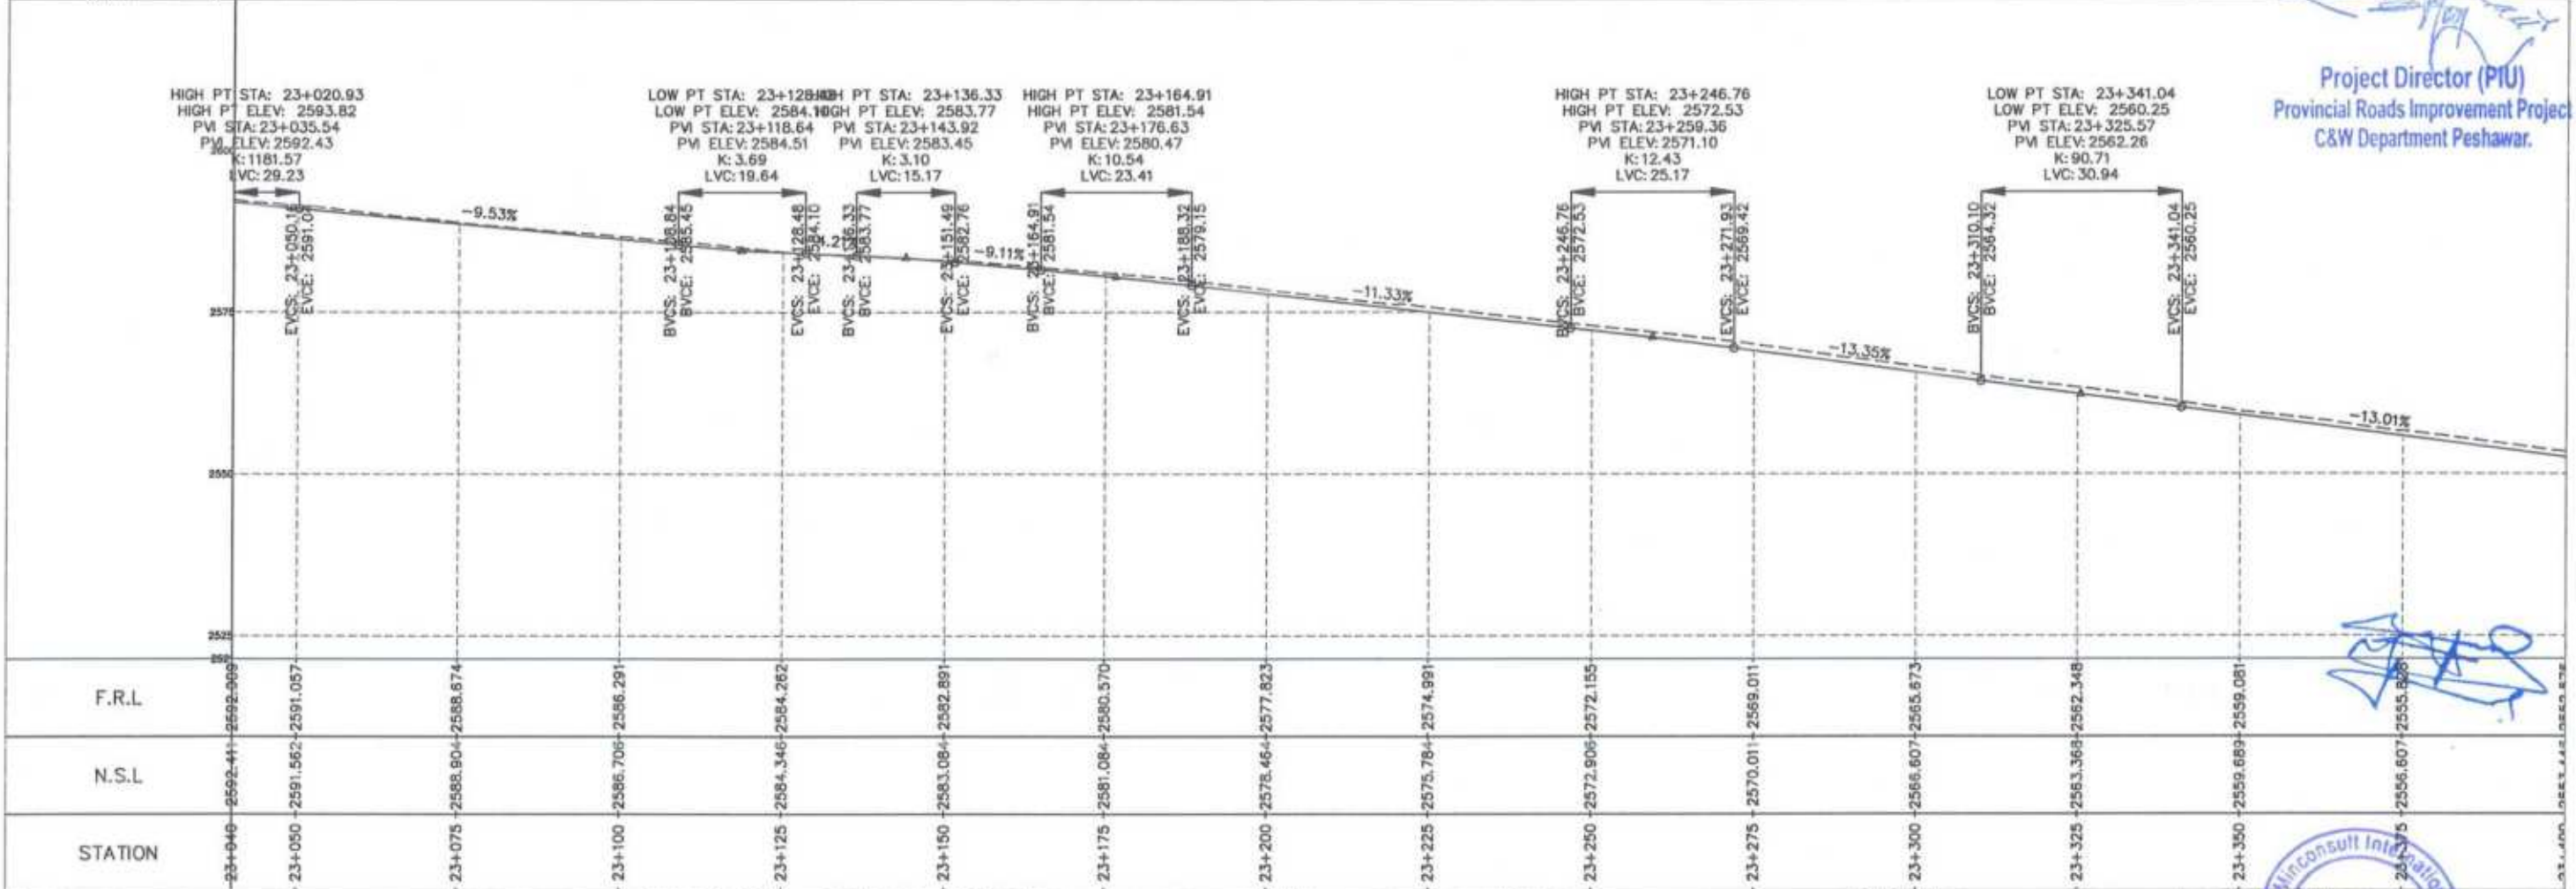 Project Director (PIU)
Provincial Roads Improvement Project
C&W Department Peshawar.
HIGH PT STA: 23+020.93
HIGH PT ELEV: 2593.82
PVI STA: 23+035.54
PVI ELEV: 2592.43
K: 1181.57
LVC: 29.23
LOW PT STA: 23+128.48
LOW PT ELEV: 2584.10
PVI STA: 23+118.64
PVI ELEV: 2584.51
K: 3.69
LVC: 19.64
HIGH PT STA: 23+136.33
HIGH PT ELEV: 2583.77
PVI STA: 23+143.92
PVI ELEV: 2583.45
K: 3.10
LVC: 15.17
HIGH PT STA: 23+164.91
HIGH PT ELEV: 2581.54
PVI STA: 23+176.63
PVI ELEV: 2580.47
K: 10.54
LVC: 23.41
HIGH PT STA: 23+246.76
HIGH PT ELEV: 2572.53
PVI STA: 23+259.36
PVI ELEV: 2571.10
K: 12.43
LVC: 25.17
LOW PT STA: 23+341.04
LOW PT ELEV: 2560.25
PVI STA: 23+325.57
PVI ELEV: 2562.26
K: 90.71
LVC: 30.94
EVCS:
EVCE:
BVCS: 23+108.84
BVCE: 2585.45
EVCS: 23+128.48
EVCE: 2584.10
BVCS: 23+136.33
BVCE: 2583.77
EVCS: 23+151.49
EVCE: 2582.76
BVCS: 23+164.91
BVCE: 2581.54
EVCS: 23+188.32
EVCE: 2579.15
BVCS: 23+246.76
BVCE: 2572.53
EVCS: 23+271.93
EVCE: 2569.42
BVCS: 23+310.10
BVCE: 2564.32
EVCS: 23+341.04
EVCE: 2560.25
-9.53%
-9.11%
-11.33%
-13.35%
-13.01%
2600
2575
2550
2525
F.R.L 2591.057 2588.674 2586.291 2584.262 2582.891 2580.570 2577.823 2574.991 2572.155 2569.011 2565.673 2562.348 2559.081
N.S.L 2592.411 2591.562 2588.904 2586.706 2584.346 2583.084 2581.084 2578.464 2575.784 2572.906 2570.011 2566.607 2563.368 2559.689 2556.607
STATION 23+040 23+050 23+075 23+100 23+125 23+150 23+175 23+200 23+225 23+250 23+275 23+300 23+325 23+350 23+375
Minconsult